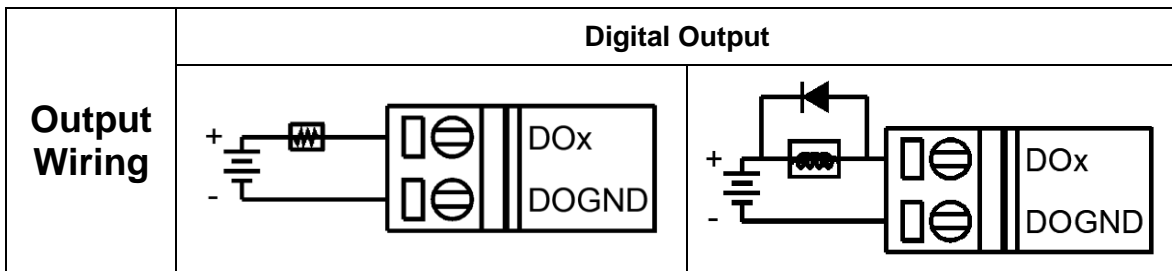 Digital Output
Output
Wiring
+
-
DOx
DOGND
+
-
DOx
DOGND